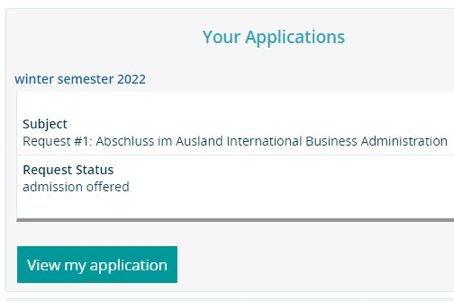 Your Applications
winter semester 2022
Subject
Request #1: Abschluss im Ausland International Business Administration
Request Status
admission offered
View my application